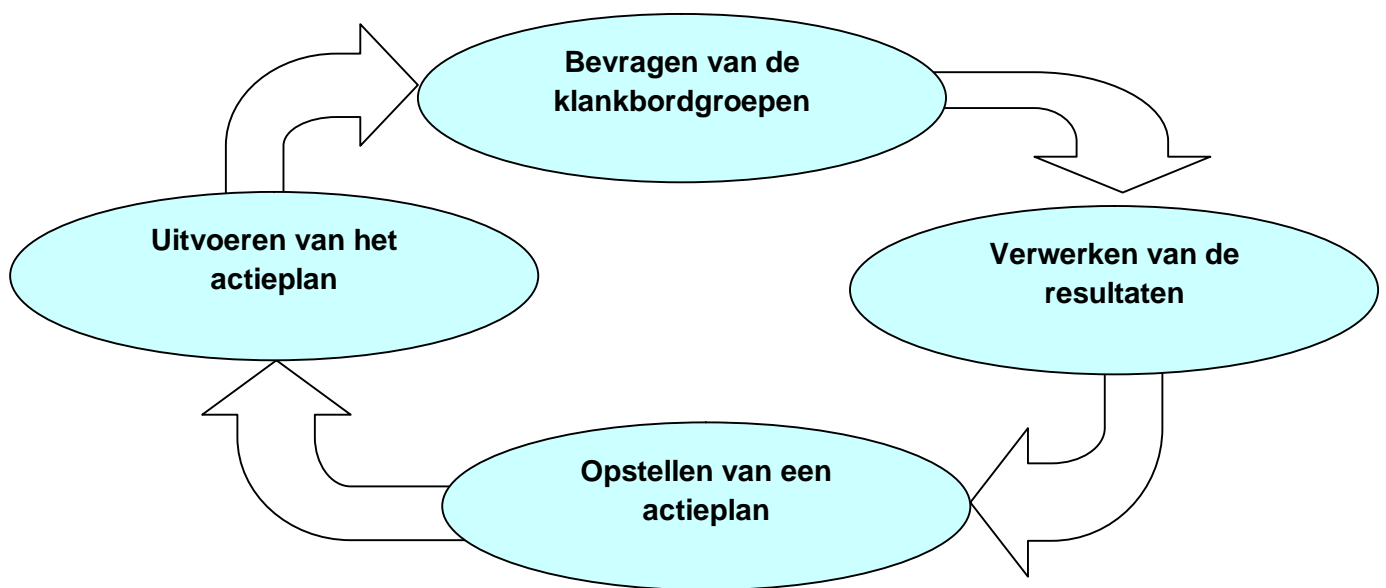 Bevragen van de
klankbordgroepen
Verwerken van de
resultaten
Opstellen van een
actieplan
Uitvoeren van het
actieplan